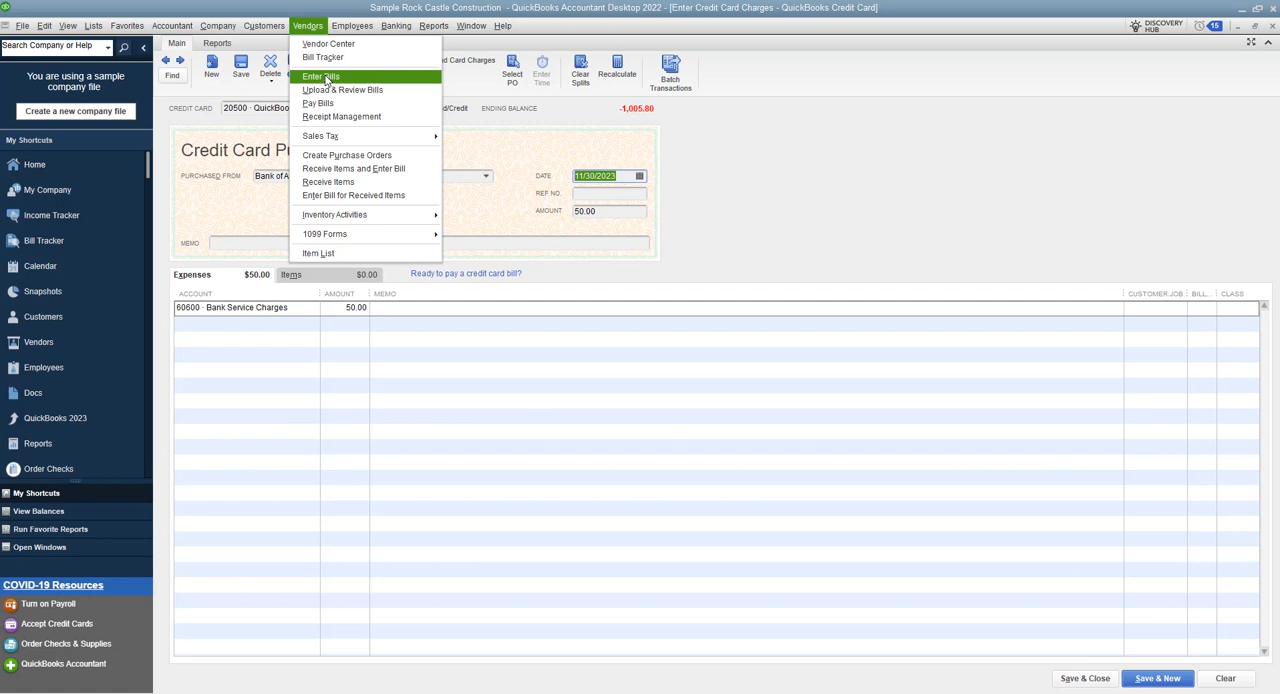 Sample Rock Castle Construction - QuickBooks Accountant Desktop 2022 - [Enter Credit Card Charges - QuickBooks Credit Card]
File Edit View Lists Favorites Accountant Company Customers Vendors Employees Banking Reports Window Help
DISCOVERY HUB
15
Search Company or Help
Main Reports
Find
New
Save
Delete
d Card Charges
Select PO
Enter Time
Clear Splits
Recalculate
Batch Transactions
Vendor Center
Bill Tracker
Enter Bills
Upload & Review Bills
Pay Bills
Receipt Management
Sales Tax
Create Purchase Orders
Receive Items and Enter Bill
Receive Items
Enter Bill for Received Items
Inventory Activities
1099 Forms
Item List
You are using a sample company file
Create a new company file
My Shortcuts
Home
My Company
Income Tracker
Bill Tracker
Calendar
Snapshots
Customers
Vendors
Employees
Docs
QuickBooks 2023
Reports
Order Checks
My Shortcuts
View Balances
Run Favorite Reports
Open Windows
COVID-19 Resources
Turn on Payroll
Accept Credit Cards
Order Checks & Supplies
QuickBooks Accountant
CREDIT CARD 20500 · QuickBoo
d/Credit ENDING BALANCE -1,005.80
Credit Card Pu
PURCHASED FROM Bank of A
DATE 11/30/2023
REF NO.
AMOUNT 50.00
MEMO
Expenses $50.00 Items $0.00 Ready to pay a credit card bill?
ACCOUNT AMOUNT MEMO CUSTOMER:JOB BILL... CLASS
60600 · Bank Service Charges 50.00
Save & Close Save & New Clear